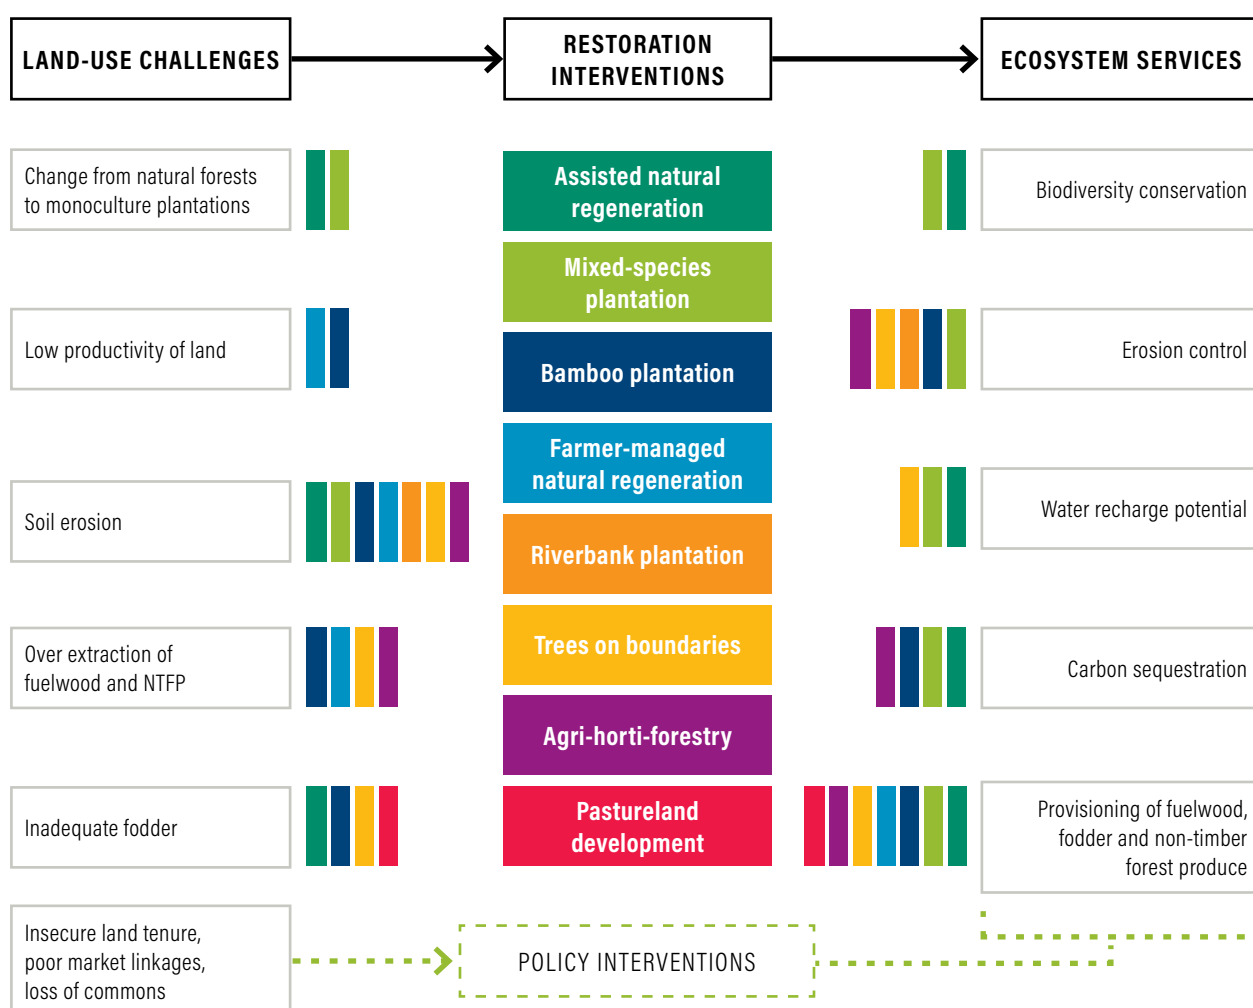 LAND-USE CHALLENGES
RESTORATION
INTERVENTIONS
ECOSYSTEM SERVICES
Change from natural forests
to monoculture plantations
Assisted natural
regeneration
Biodiversity conservation
Mixed-species
plantation
Low productivity of land
Bamboo plantation
Erosion control
Farmer-managed
natural regeneration
Soil erosion
Riverbank plantation
Water recharge potential
Trees on boundaries
Over extraction of
fuelwood and NTFP
Carbon sequestration
Agri-horti-forestry
Inadequate fodder
Pastureland
development
Provisioning of fuelwood,
fodder and non-timber
forest produce
Insecure land tenure,
poor market linkages,
loss of commons
POLICY INTERVENTIONS